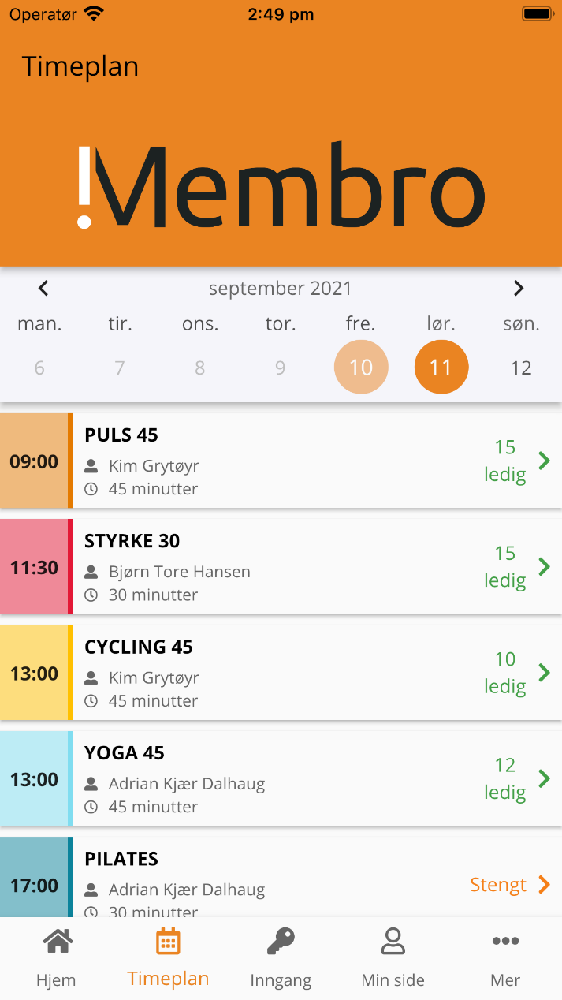 Operatør 2:49 pm
Timeplan
!Membro
september 2021
man. tir. ons. tor. fre. lør. søn.
6 7 8 9 10 11 12
09:00
PULS 45
Kim Grytøyr
45 minutter
15
ledig
11:30
STYRKE 30
Bjørn Tore Hansen
30 minutter
15
ledig
13:00
CYCLING 45
Kim Grytøyr
45 minutter
10
ledig
13:00
YOGA 45
Adrian Kjær Dalhaug
45 minutter
12
ledig
17:00
PILATES
Adrian Kjær Dalhaug
30 minutter
Stengt
Hjem Timeplan Inngang Min side Mer